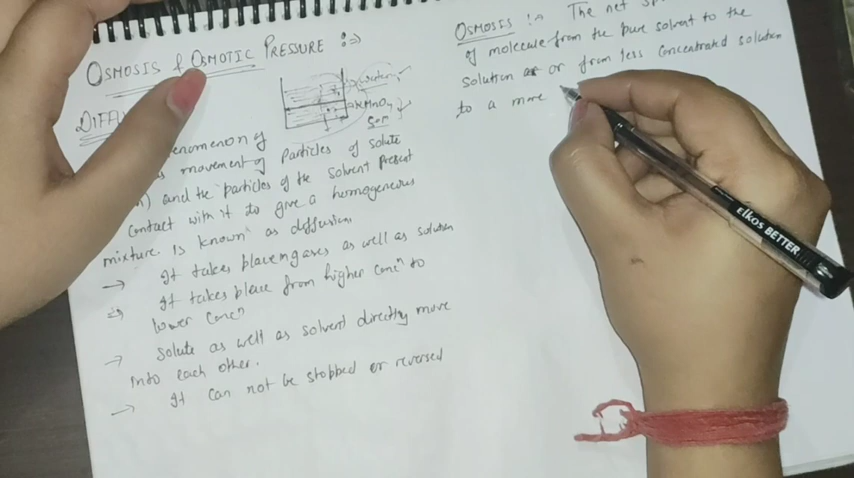 OSMOSIS & OSMOTIC PRESSURE :→
water
KMnO4
Soln
DIFF
enomenon of
movement of particles of solute
and the particles of the solvent present
contact with it to give a homogeneous
mixture is known as diffusion
→ It takes place in gases as well as solution
→ It takes place from higher concn to
lower concn
→ Solute as well as solvent directly move
into each other.
→ It can not be stopped or reversed
OSMOSIS :→ The net
of molecule from the pure solvent to the
solution or from less concentrated solution
to a more
elkos BETTER